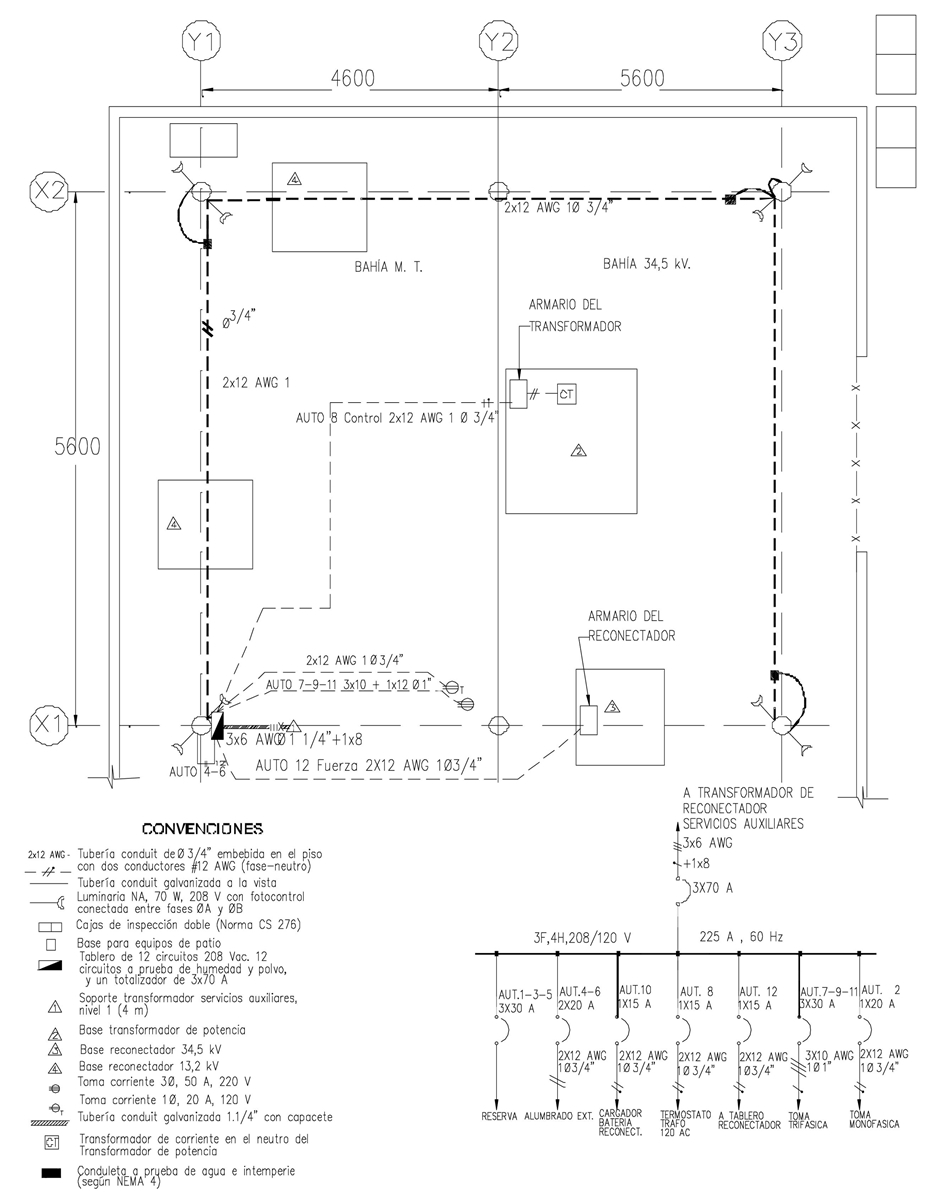 Y1
Y2
Y3
4600
5600
X2
2x12 AWG 1Ø 3/4"
BAHÍA M. T.
BAHÍA 34,5 kV.
ARMARIO DEL
TRANSFORMADOR
Ø3/4"
2x12 AWG 1
CT
AUTO 8 Control 2x12 AWG 1 Ø 3/4"
4
2
5600
4
ARMARIO DEL
RECONECTADOR
2x12 AWG 1Ø3/4"
AUTO 7-9-11 3x10 + 1x12 Ø1"
T
3
X1
3x6 AWG Ø1 1/4"+1x8
AUTO 4-6
AUTO 12 Fuerza 2X12 AWG 1Ø3/4"
CONVENCIONES
2x12 AWG- Tubería conduit de Ø 3/4" embebida en el piso
con dos conductores #12 AWG (fase-neutro)
Tubería conduit galvanizada a la vista
Luminaria NA, 70 W, 208 V con fotocontrol
conectada entre fases ØA y ØB
Cajas de inspección doble (Norma CS 276)
Base para equipos de patio
Tablero de 12 circuitos 208 Vac. 12
circuitos a prueba de humedad y polvo,
y un totalizador de 3x70 A
1 Soporte transformador servicios auxiliares,
nivel 1 (4 m)
2 Base transformador de potencia
3 Base reconectador 34,5 kV
4 Base reconectador 13,2 kV
Toma corriente 3Ø, 50 A, 220 V
T Toma corriente 1Ø, 20 A, 120 V
Tubería conduit galvanizada 1.1/4" con capacete
CT Transformador de corriente en el neutro del
Transformador de potencia
Conduleta a prueba de agua e intemperie
(según NEMA 4)
A TRANSFORMADOR DE
RECONECTADOR
SERVICIOS AUXILIARES
3x6 AWG
+1x8
3X70 A
3F,4H,208/120 V
225 A , 60 Hz
AUT.1-3-5
3X30 A
AUT.4-6
2X20 A
AUT.10
1X15 A
AUT. 8
1X15 A
AUT. 12
1X15 A
AUT.7-9-11
3X30 A
AUT. 2
1X20 A
2X12 AWG
1Ø3/4"
2X12 AWG
1Ø3/4"
2X12 AWG
1Ø3/4"
2X12 AWG
1Ø3/4"
3X10 AWG
1Ø1"
2X12 AWG
1Ø3/4"
RESERVA
ALUMBRADO EXT.
CARGADOR
BATERIA
RECONECT.
TERMOSTATO
TRAFO
120 AC
A TABLERO
RECONECTADOR
TOMA
TRIFASICA
TOMA
MONOFASICA